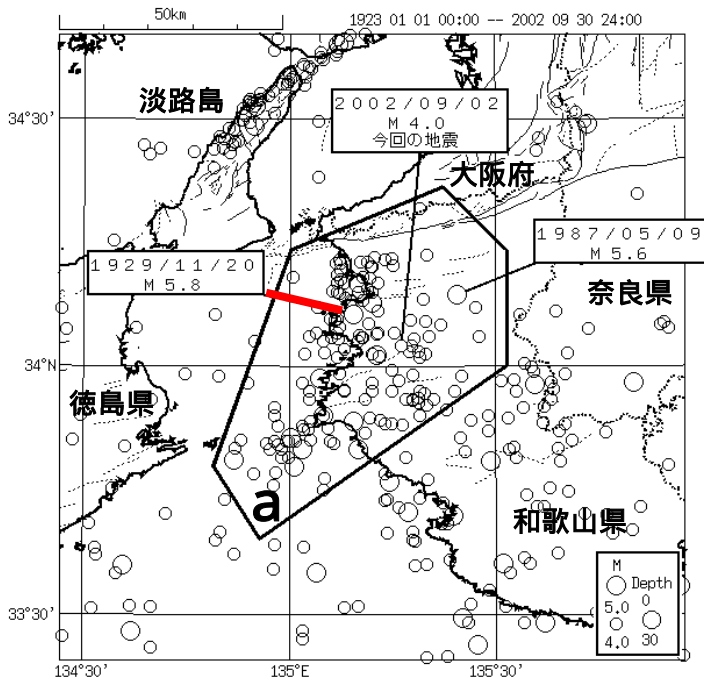 50km
1923 01 01 00:00 -- 2002 09 30 24:00
淡路島
34°30'
2002/09/02
M 4.0
今回の地震
大阪府
1929/11/20
M 5.8
1987/05/09
M 5.6
奈良県
34°N
徳島県
a
和歌山県
M
Depth
5.0
0
4.0
30
33°30'
134°30'
135°E
135°30'